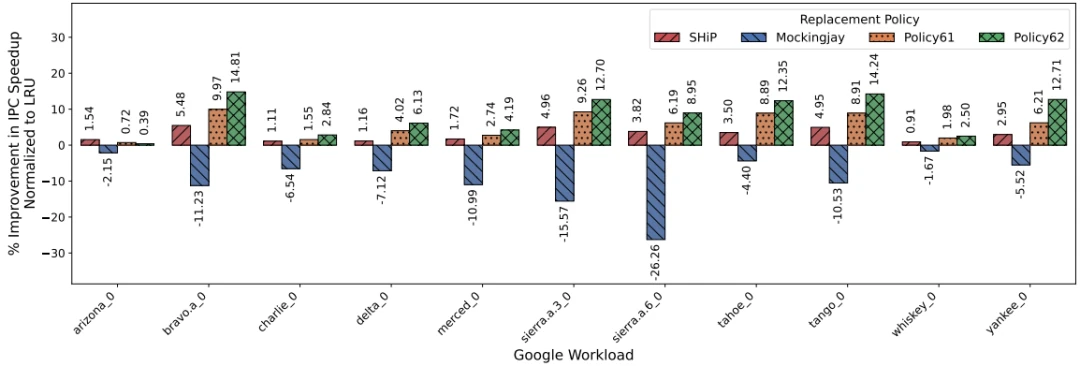 % Improvement in IPC Speedup
Normalized to LRU
30
20
10
0
−10
−20
−30
Replacement Policy
SHiP Mockingjay Policy61 Policy62
1.54 -2.15 0.72 0.39
5.48 -11.23 9.97 14.81
1.11 -6.54 1.55 2.84
1.16 -7.12 4.02 6.13
1.72 -10.99 2.74 4.19
4.96 -15.57 9.26 12.70
3.82 -26.26 6.19 8.95
3.50 -4.40 8.89 12.35
4.95 -10.53 8.91 14.24
0.91 -1.67 1.98 2.50
2.95 -5.52 6.21 12.71
arizona_0 bravo.a_0 charlie_0 delta_0 merced_0 sierra.a.3_0 sierra.a.6_0 tahoe_0 tango_0 whiskey_0 yankee_0
Google Workload